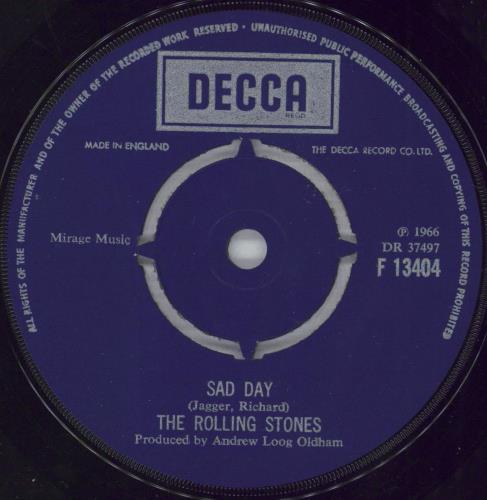 ALL RIGHTS OF THE MANUFACTURER AND OF THE OWNER OF THE RECORDED WORK RESERVED · UNAUTHORISED PUBLIC PERFORMANCE BROADCASTING AND COPYING OF THIS RECORD PROHIBITED
DECCA
REGD
MADE IN ENGLAND
THE DECCA RECORD CO. LTD.
Mirage Music
℗ 1966
DR 37497
F 13404
SAD DAY
(Jagger, Richard)
THE ROLLING STONES
Produced by Andrew Loog Oldham